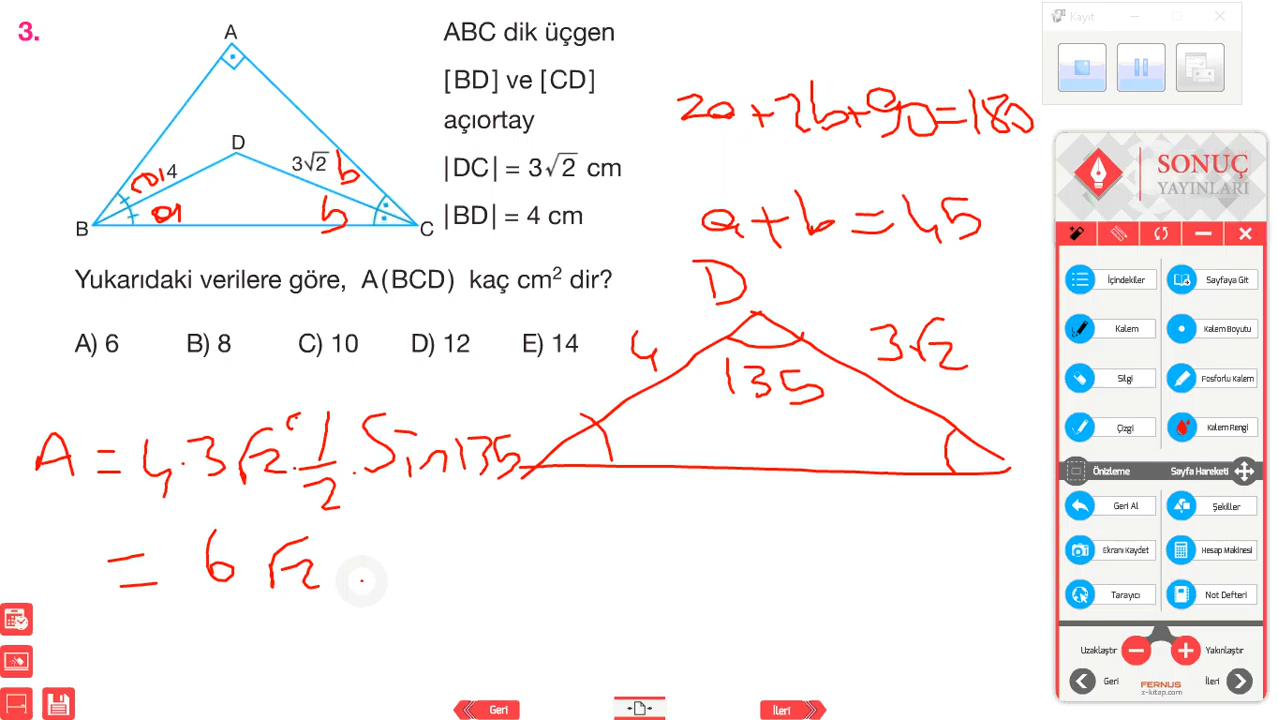 3.
A
D
4
3√2
b
a
a
b
B
C
ABC dik üçgen
[BD] ve [CD]
açıortay
|DC| = 3√2 cm
|BD| = 4 cm
Yukarıdaki verilere göre, A(BCD) kaç cm² dir?
A) 6 B) 8 C) 10 D) 12 E) 14
2a + 2b + 90 = 180
a + b = 45
D
4
3√2
135
A = 4.3√2.1/2.Sin135
= 6√2 .
Kayıt
SONUÇ
YAYINLARI
İçindekiler
Sayfaya Git
Kalem
Kalem Boyutu
Silgi
Fosforlu Kalem
Çizgi
Kalem Rengi
Önizleme
Sayfa Hareketi
Geri Al
Şekiller
Ekranı Kaydet
Hesap Makinesi
Tarayıcı
Not Defteri
Uzaklaştır
Yakınlaştır
Geri
FERNUS
z-kitap.com
İleri
Geri
İleri